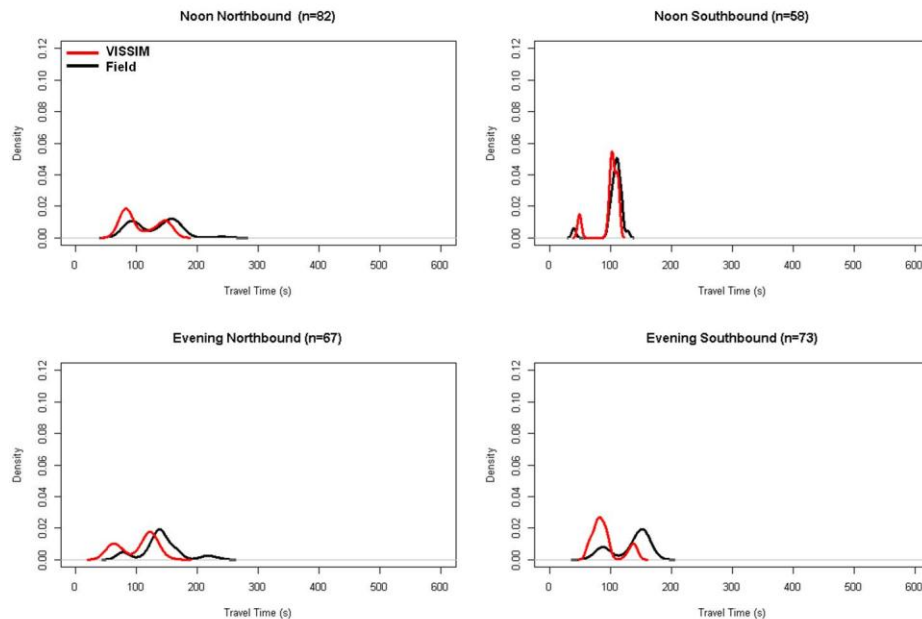 Noon Northbound (n=82)
VISSIM
Field
Density
0.00 0.02 0.04 0.06 0.08 0.10 0.12
0 100 200 300 400 500 600
Travel Time (s)
Noon Southbound (n=58)
Density
0.00 0.02 0.04 0.06 0.08 0.10 0.12
0 100 200 300 400 500 600
Travel Time (s)
Evening Northbound (n=67)
Density
0.00 0.02 0.04 0.06 0.08 0.10 0.12
0 100 200 300 400 500 600
Travel Time (s)
Evening Southbound (n=73)
Density
0.00 0.02 0.04 0.06 0.08 0.10 0.12
0 100 200 300 400 500 600
Travel Time (s)